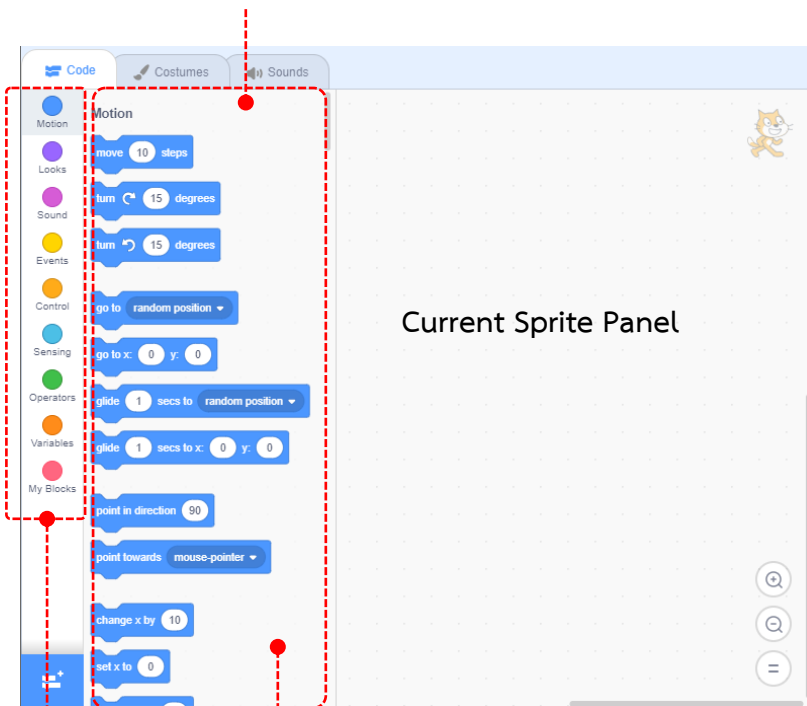 Code Costumes Sounds
Motion
Looks
Sound
Events
Control
Sensing
Operators
Variables
My Blocks
Motion
move 10 steps
turn 15 degrees
turn 15 degrees
go to random position
go to x: 0 y: 0
glide 1 secs to random position
glide 1 secs to x: 0 y: 0
point in direction 90
point towards mouse-pointer
change x by 10
set x to 0
Current Sprite Panel